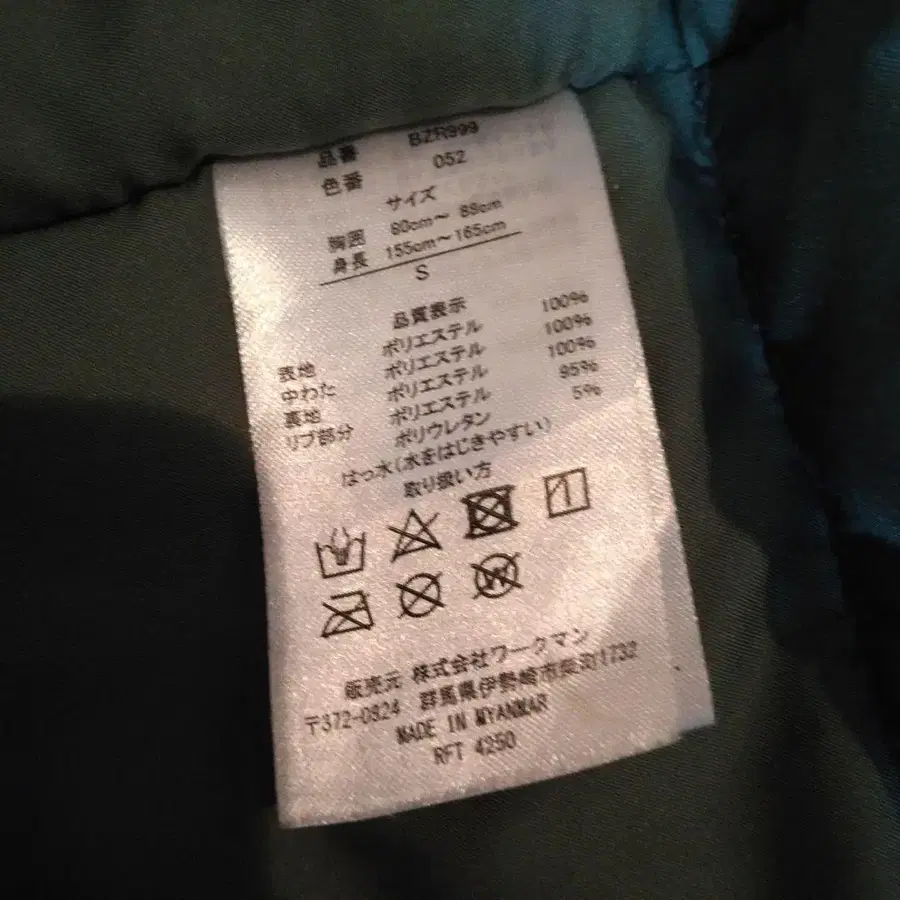 品番 BZR999
色番 052
サイズ
胸囲 80cm～ 88cm
身長 155cm～165cm
S
品質表示
表地 ポリエステル 100%
中わた ポリエステル 100%
裏地 ポリエステル 100%
リブ部分 ポリエステル 95%
ポリウレタン 5%
はっ水(水をはじきやすい)
取り扱い方
W
販売元 株式会社ワークマン
〒372-0824 群馬県伊勢崎市柴町1732
MADE IN MYANMAR
RFT 4250